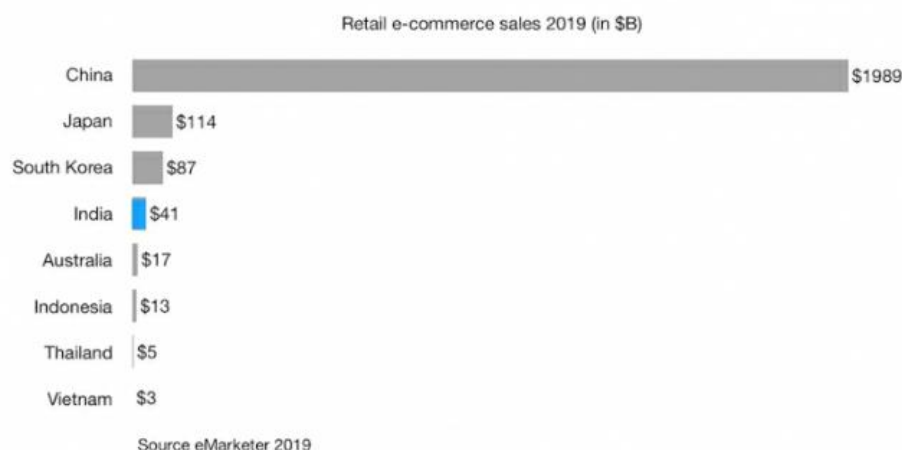 Retail e-commerce sales 2019 (in $B)
China $1989
Japan $114
South Korea $87
India $41
Australia $17
Indonesia $13
Thailand $5
Vietnam $3
Source eMarketer 2019